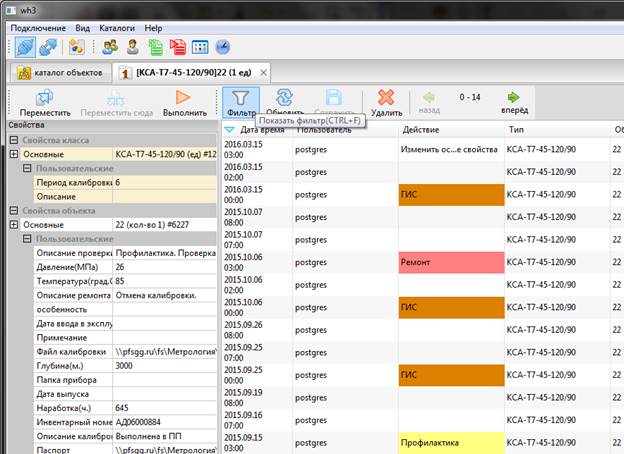 wh3
Подключение Вид Каталоги Help
каталог объектов [КСА-Т7-45-120/90]22 (1 ед)
Переместить Переместить сюда Выполнить Фильтр Обновить Сохранить Удалить назад 0 - 14 вперёд
Показать фильтр(CTRL+F)
Свойства
Дата время Пользователь Действие Тип
Свойства класса
Основные КСА-Т7-45-120/90 (ед) #12
Пользовательские
Период калибровк 6
Описание
Свойства объекта
Основные 22 (кол-во 1) #6227
Пользовательские
Описание проверки Профилактика. Проверка
Давление(МПа) 26
Температура(град.С 85
Описание ремонта Отмена калибровки.
особенность
Дата ввода в эксплу
Примечание
Файл калибровки \\pfsgg.ru\fs\Метрология\
Глубина(м.) 3000
Папка прибора
Дата выпуска
Наработка(ч.) 645
Инвентарный номе АД06000884
Описание калибров Выполнена в ПП
Паспорт \\pfsgg.ru\fs\Метрология\
2016.03.15 03:00 postgres Изменить ос...е свойства КСА-Т7-45-120/90 22
2016.03.15 02:00 postgres КСА-Т7-45-120/90 22
2016.03.15 00:00 postgres ГИС КСА-Т7-45-120/90 22
2015.10.07 08:00 postgres КСА-Т7-45-120/90 22
2015.10.07 07:00 postgres КСА-Т7-45-120/90 22
2015.10.06 03:00 postgres Ремонт КСА-Т7-45-120/90 22
2015.10.06 02:00 postgres КСА-Т7-45-120/90 22
2015.10.06 00:00 postgres ГИС КСА-Т7-45-120/90 22
2015.09.26 08:00 postgres КСА-Т7-45-120/90 22
2015.09.25 07:00 postgres КСА-Т7-45-120/90 22
2015.09.25 00:00 postgres ГИС КСА-Т7-45-120/90 22
2015.09.19 08:00 postgres КСА-Т7-45-120/90 22
2015.09.16 07:00 postgres КСА-Т7-45-120/90 22
2015.09.15 03:00 postgres Профилактика КСА-Т7-45-120/90 22